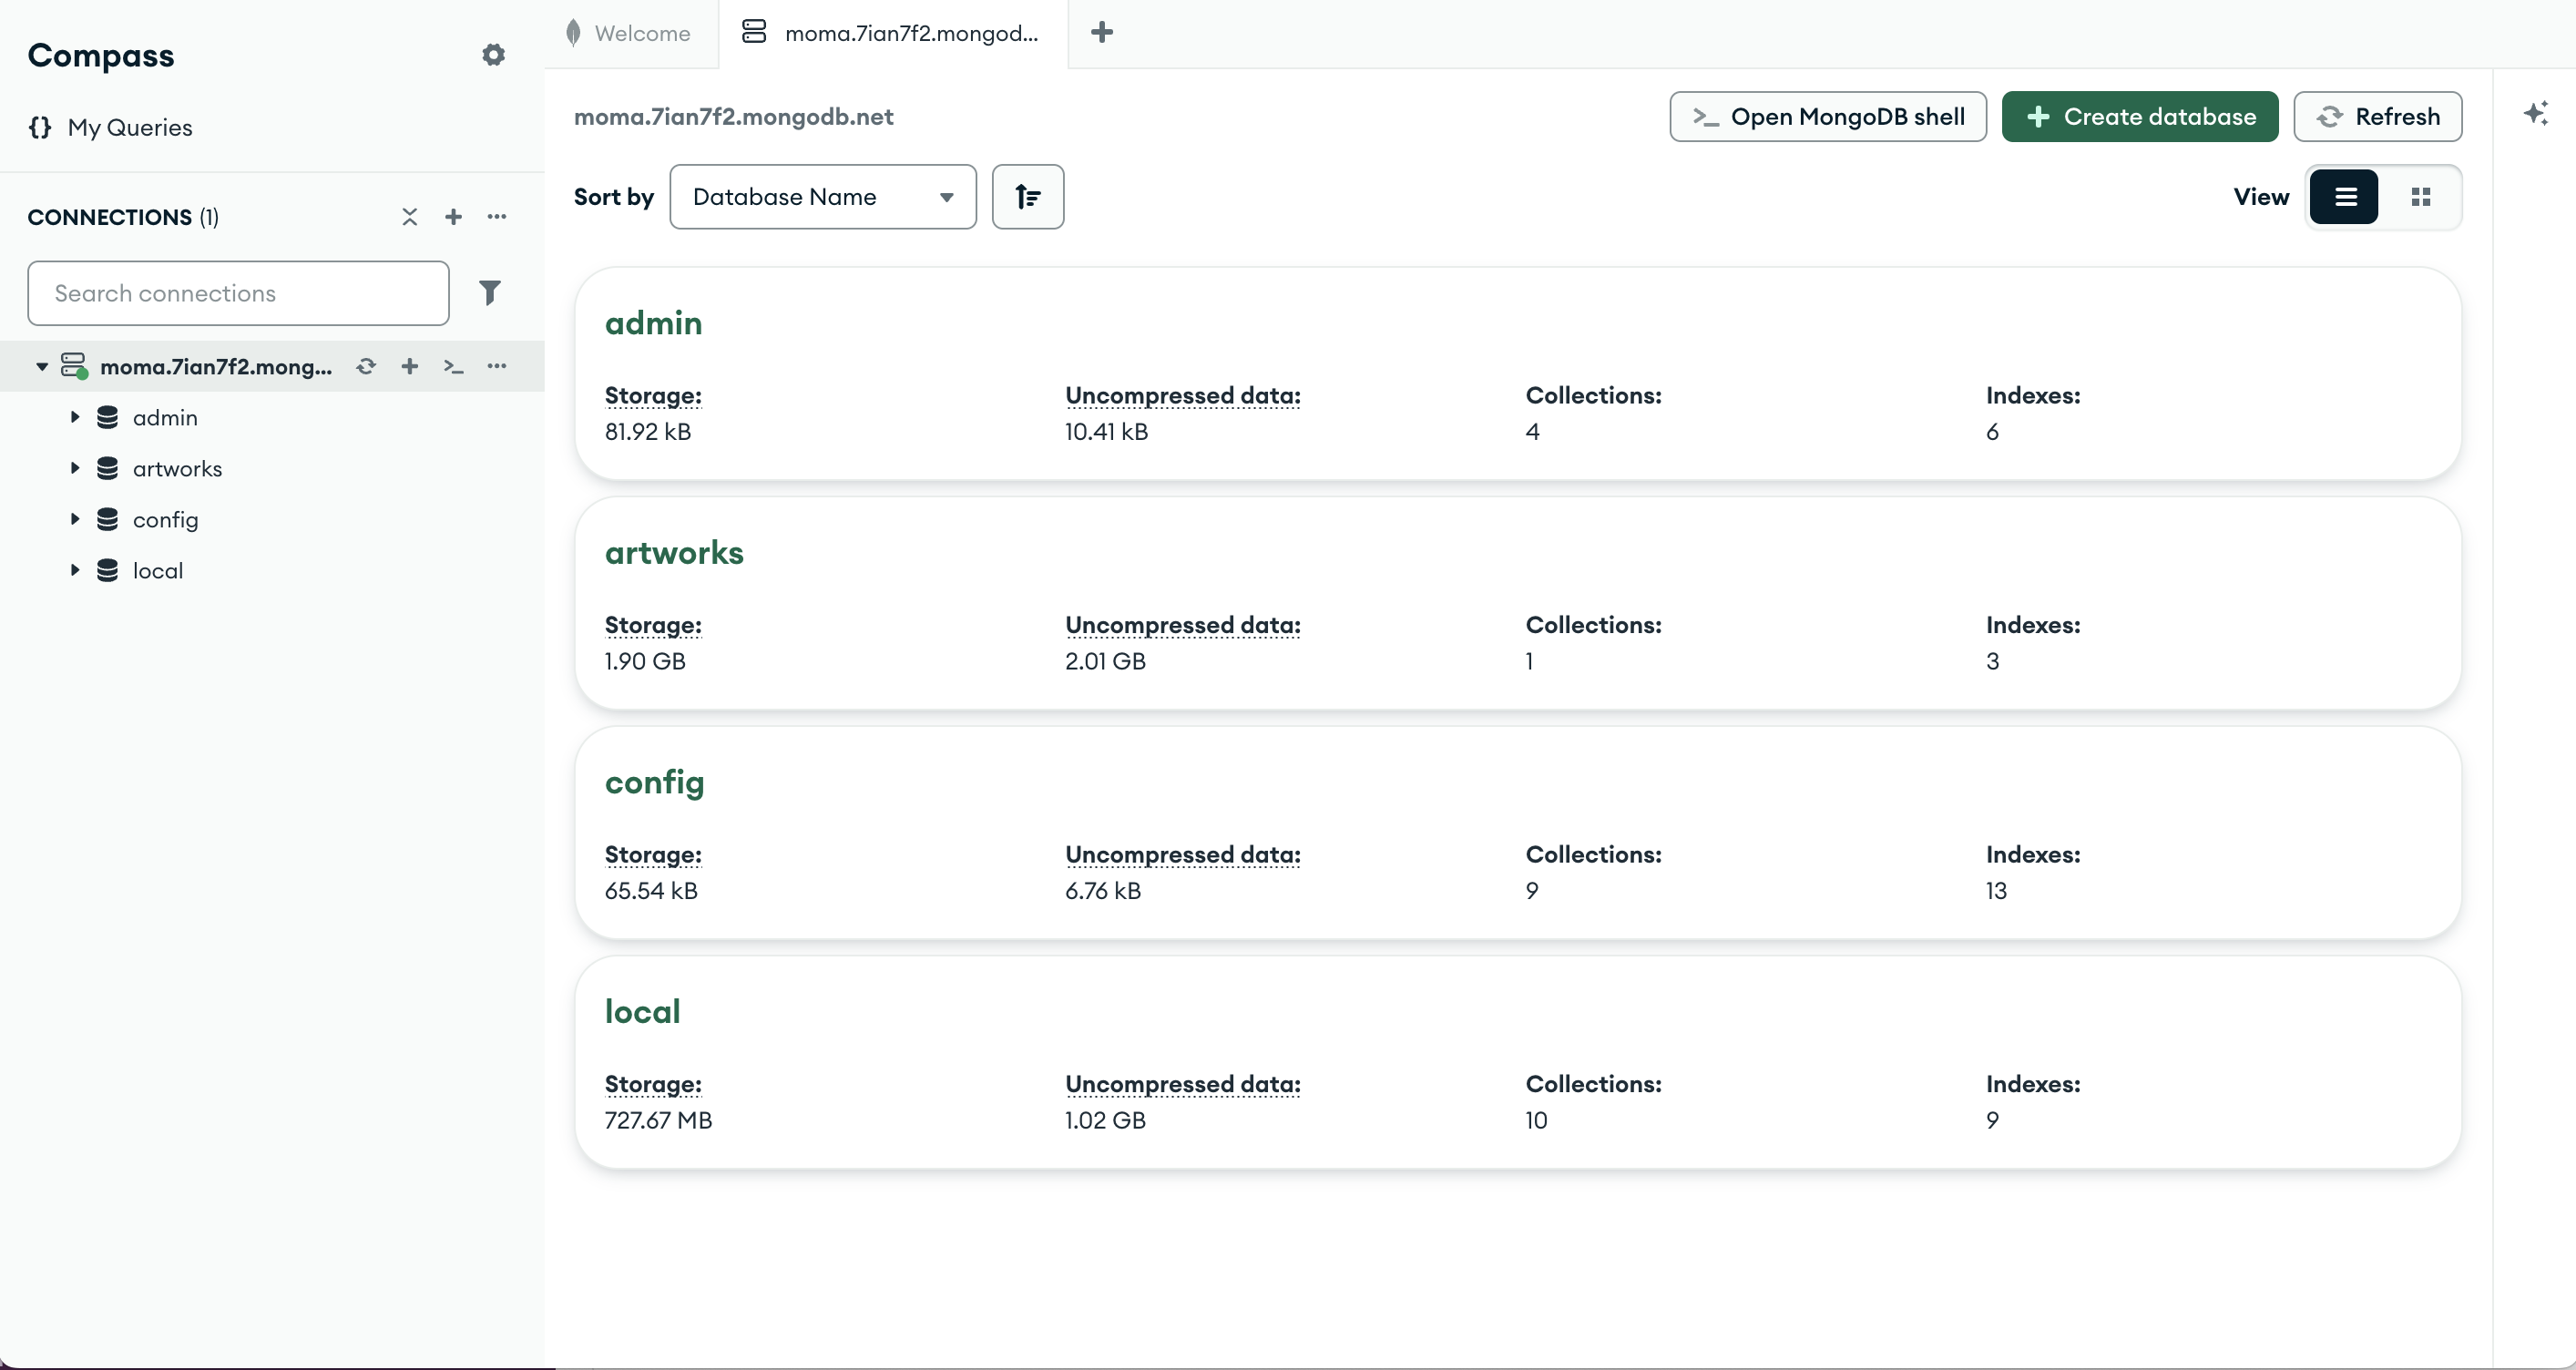 Compass
My Queries
CONNECTIONS (1)
Search connections
moma.7ian7f2.mong...
admin
artworks
config
local
Welcome
moma.7ian7f2.mongod...
moma.7ian7f2.mongodb.net
Open MongoDB shell
Create database
Refresh
Sort by
Database Name
View
admin
Storage: Uncompressed data: Collections: Indexes:
81.92 kB 10.41 kB 4 6
artworks
Storage: Uncompressed data: Collections: Indexes:
1.90 GB 2.01 GB 1 3
config
Storage: Uncompressed data: Collections: Indexes:
65.54 kB 6.76 kB 9 13
local
Storage: Uncompressed data: Collections: Indexes:
727.67 MB 1.02 GB 10 9